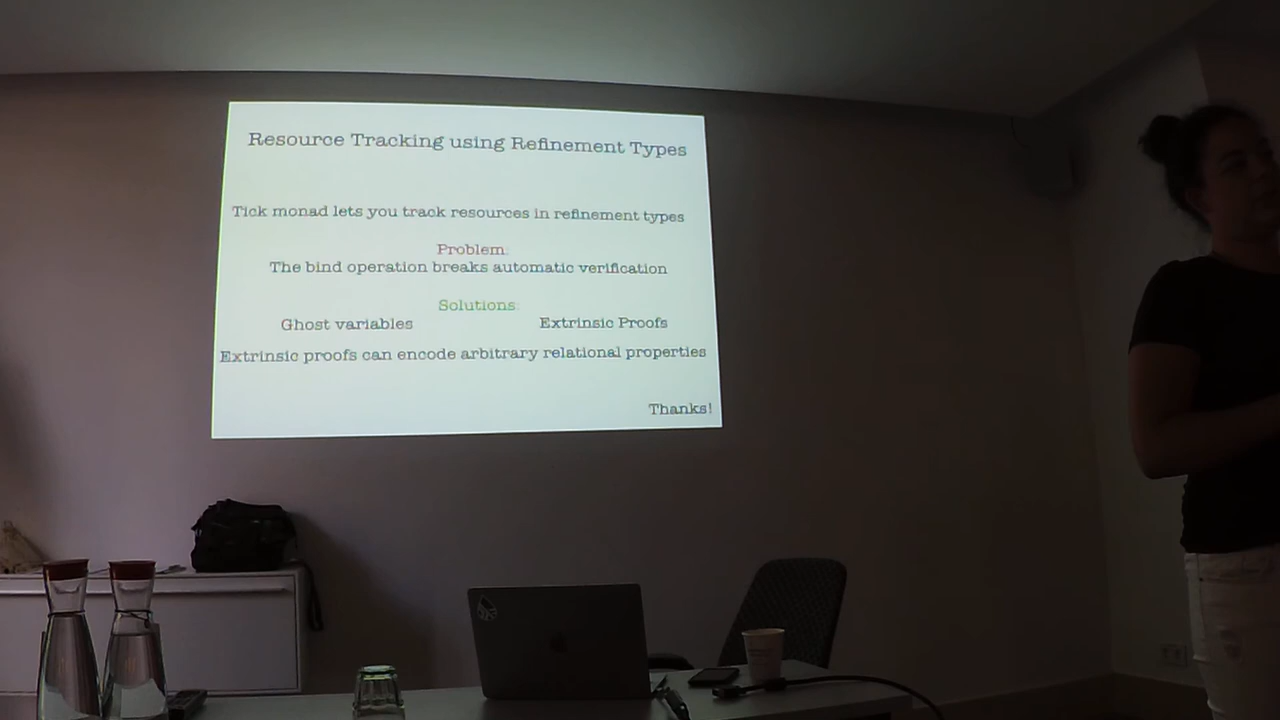 Resource Tracking using Refinement Types
Tick monad lets you track resources in refinement types
Problem:
The bind operation breaks automatic verification
Solutions:
Ghost variables
Extrinsic Proofs
Extrinsic proofs can encode arbitrary relational properties
Thanks!